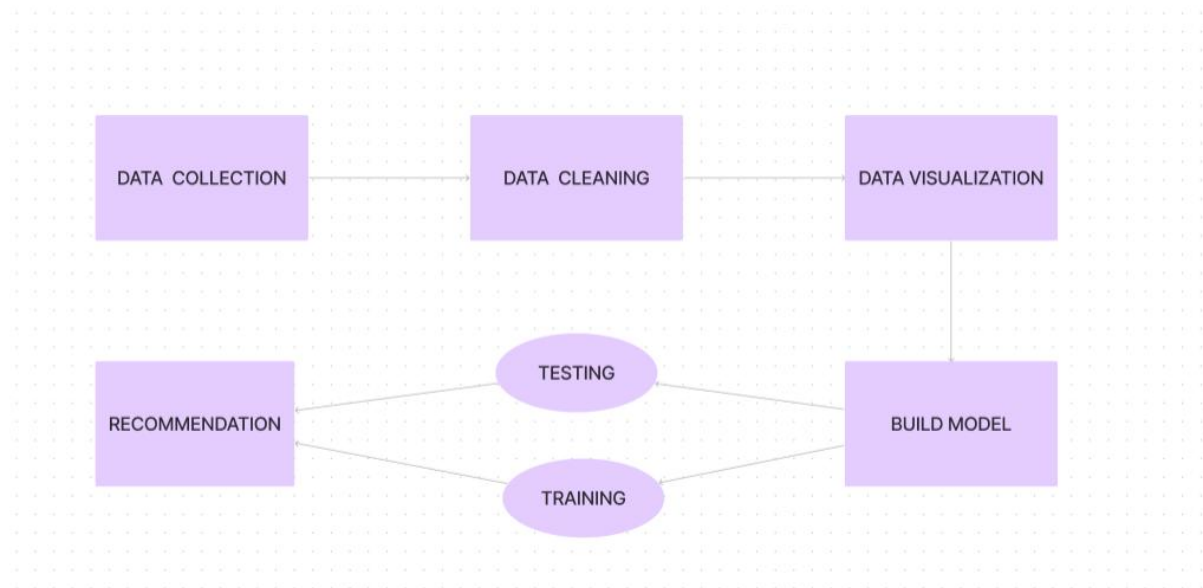 DATA COLLECTION
DATA CLEANING
DATA VISUALIZATION
TESTING
RECOMMENDATION
BUILD MODEL
TRAINING